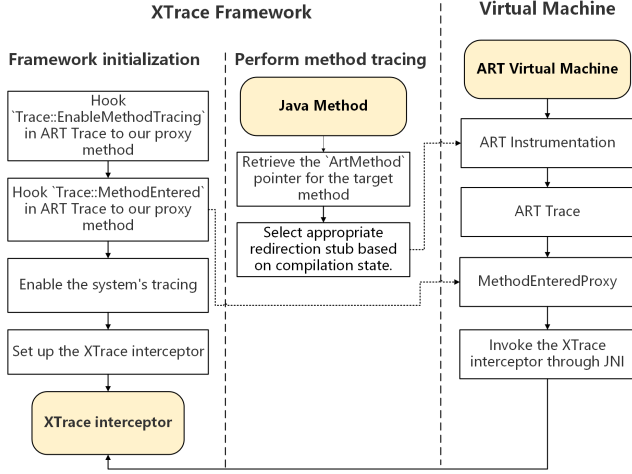 XTrace Framework
Virtual Machine
Framework initialization
Perform method tracing
Hook
`Trace::EnableMethodTracing`
in ART Trace to our proxy
method
Hook `Trace::MethodEntered`
in ART Trace to our proxy
method
Enable the system's tracing
Set up the XTrace interceptor
XTrace interceptor
Java Method
Retrieve the `ArtMethod`
pointer for the target
method
Select appropriate
redirection stub based
on compilation state.
ART Virtual Machine
ART Instrumentation
ART Trace
MethodEnteredProxy
Invoke the XTrace
interceptor through JNI